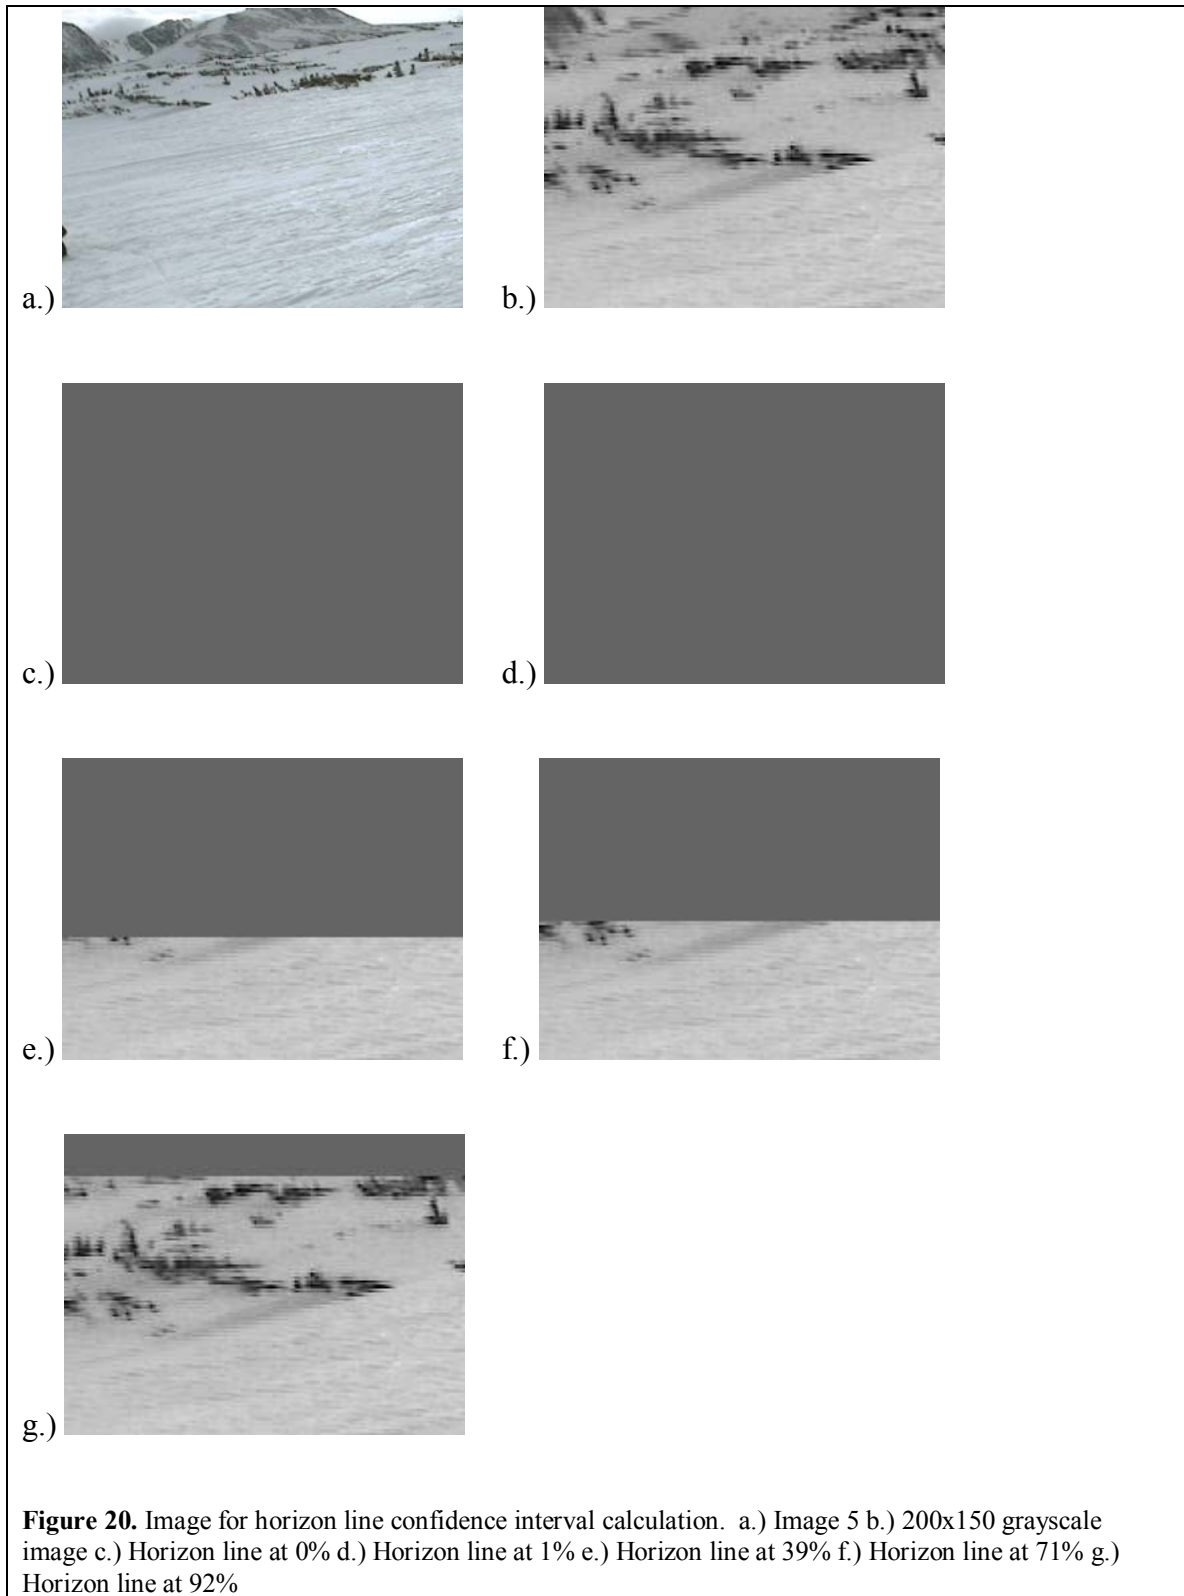 a.) b.)
c.) d.)
e.) f.)
g.)
Figure 20. Image for horizon line confidence interval calculation. a.) Image 5 b.) 200x150 grayscale
image c.) Horizon line at 0% d.) Horizon line at 1% e.) Horizon line at 39% f.) Horizon line at 71% g.)
Horizon line at 92%